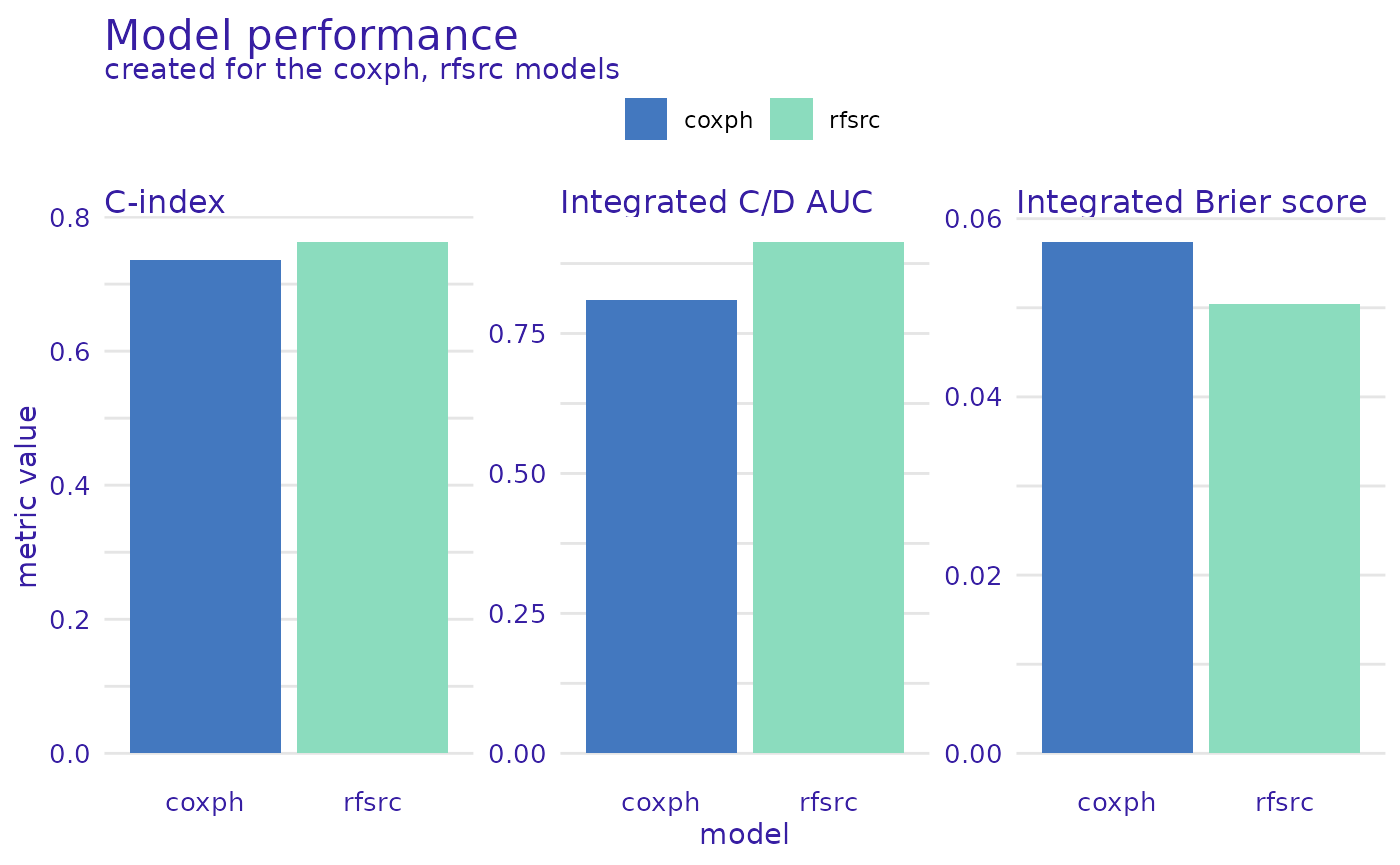 Model performance
created for the coxph, rfsrc models
coxph rfsrc
C-index
0.8
0.6
0.4
0.2
0.0
metric value
coxph rfsrc
Integrated C/D AUC
0.75
0.50
0.25
0.00
coxph rfsrc
Integrated Brier score
0.06
0.04
0.02
0.00
coxph rfsrc
model